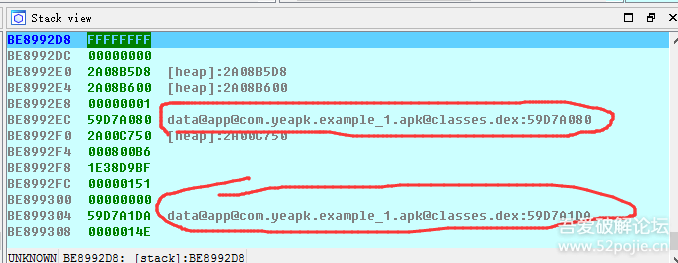 Stack view
BE8992D8 FFFFFFFF
BE8992DC 00000000
BE8992E0 2A08B5D8 [heap]:2A08B5D8
BE8992E4 2A08B600 [heap]:2A08B600
BE8992E8 00000001
BE8992EC 59D7A080 data@app@com.yeapk.example_1.apk@classes.dex:59D7A080
BE8992F0 2A00C750 [heap]:2A00C750
BE8992F4 000800B6
BE8992F8 1E38D9BF
BE8992FC 00000151
BE899300 00000000
BE899304 59D7A1DA data@app@com.yeapk.example_1.apk@classes.dex:59D7A1DA
BE899308 0000014E
吾爱破解论坛
www.52pojie.cn
UNKNOWN BE8992D8: [stack]:BE8992D8